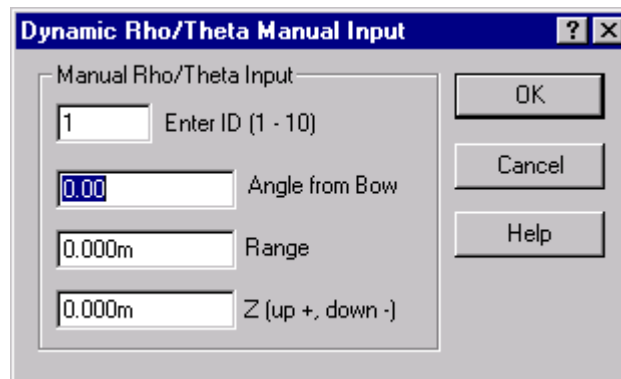 Dynamic Rho/Theta Manual Input ? ×
Manual Rho/Theta Input
1 Enter ID (1 - 10)
OK
0.00 Angle from Bow
Cancel
0.000m Range
Help
0.000m Z (up +, down -)